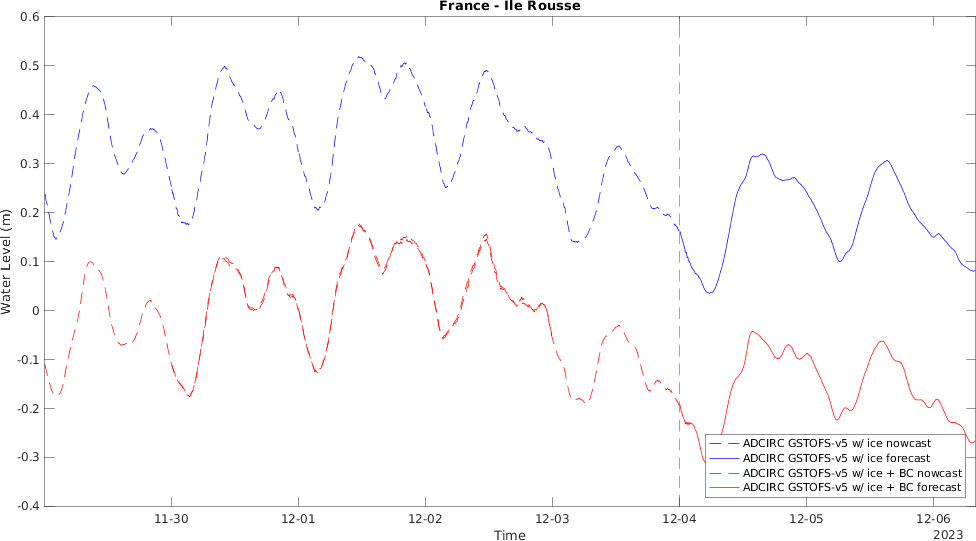 France - Ile Rousse
0.6
0.5
0.4
0.3
0.2
0.1
0
-0.1
-0.2
-0.3
-0.4
Water Level (m)
ADCIRC GSTOFS-v5 w/ ice nowcast
ADCIRC GSTOFS-v5 w/ ice forecast
ADCIRC GSTOFS-v5 w/ ice + BC nowcast
ADCIRC GSTOFS-v5 w/ ice + BC forecast
11-30 12-01 12-02 12-03 12-04 12-05 12-06
Time
2023